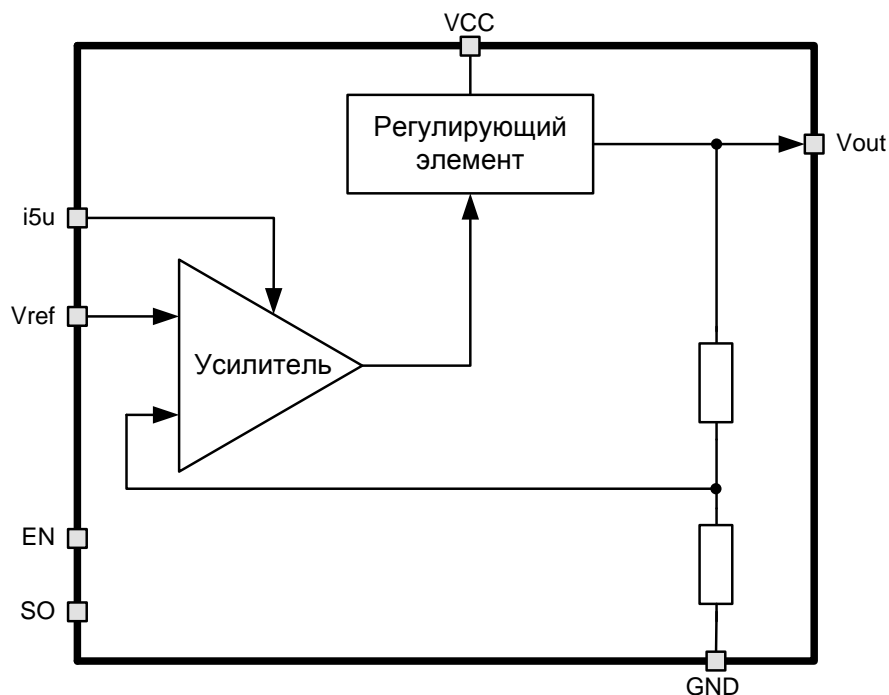 VCC
Регулирующий
элемент
Vout
i5u
Vref
Усилитель
EN
SO
GND